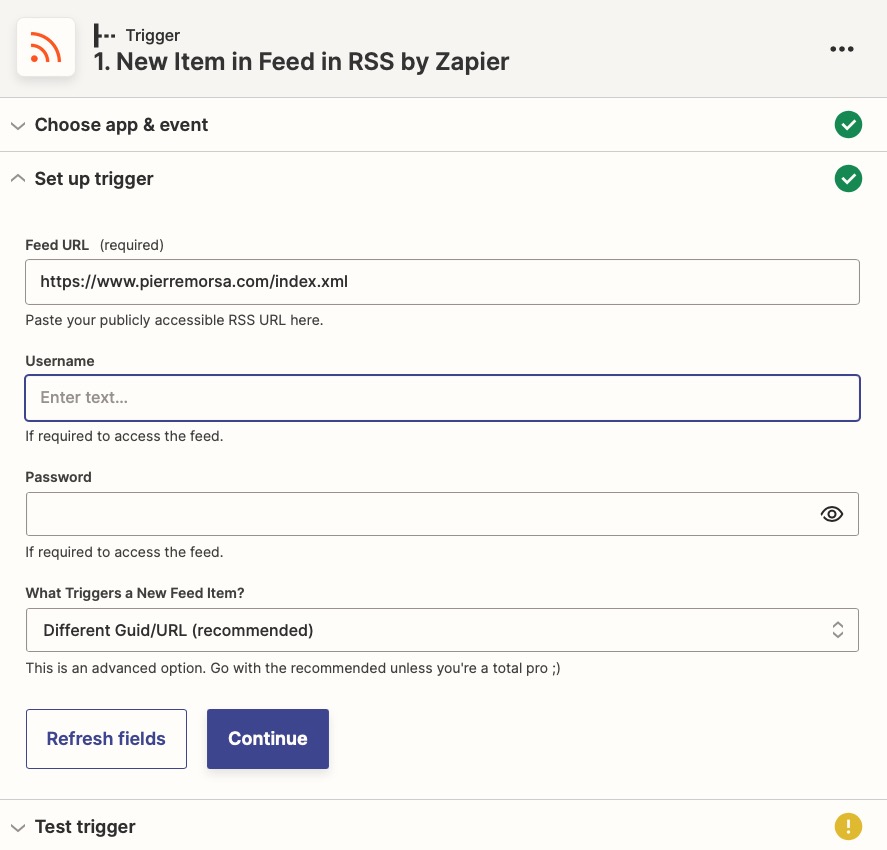 Trigger
1. New Item in Feed in RSS by Zapier
Choose app & event
Set up trigger
Feed URL (required)
https://www.pierremorsa.com/index.xml
Paste your publicly accessible RSS URL here.
Username
Enter text...
If required to access the feed.
Password
If required to access the feed.
What Triggers a New Feed Item?
Different Guid/URL (recommended)
This is an advanced option. Go with the recommended unless you're a total pro ;)
Refresh fields
Continue
Test trigger